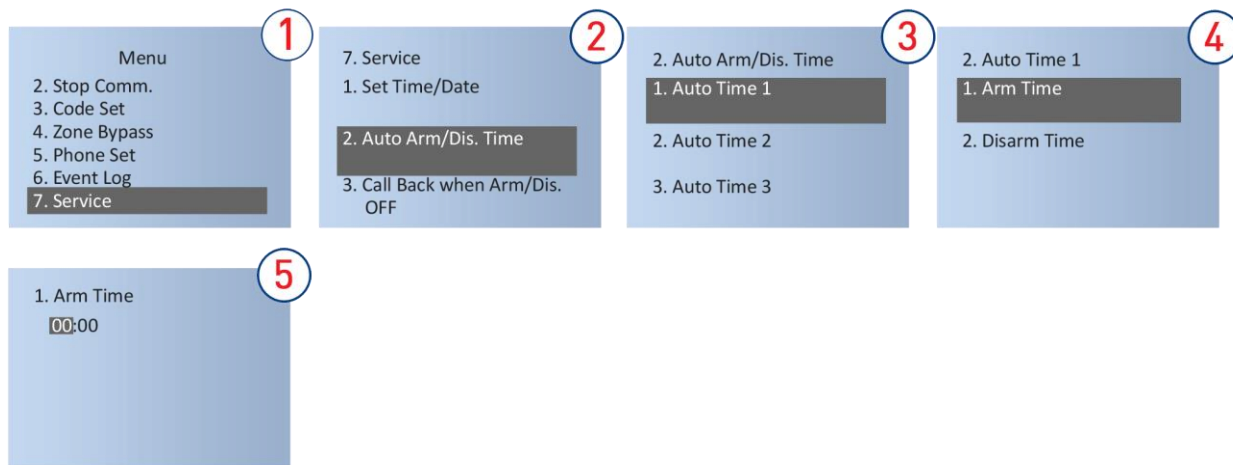 1
Menu
2. Stop Comm.
3. Code Set
4. Zone Bypass
5. Phone Set
6. Event Log
7. Service
2
7. Service
1. Set Time/Date
2. Auto Arm/Dis. Time
3. Call Back when Arm/Dis.
OFF
3
2. Auto Arm/Dis. Time
1. Auto Time 1
2. Auto Time 2
3. Auto Time 3
4
2. Auto Time 1
1. Arm Time
2. Disarm Time
5
1. Arm Time
00:00